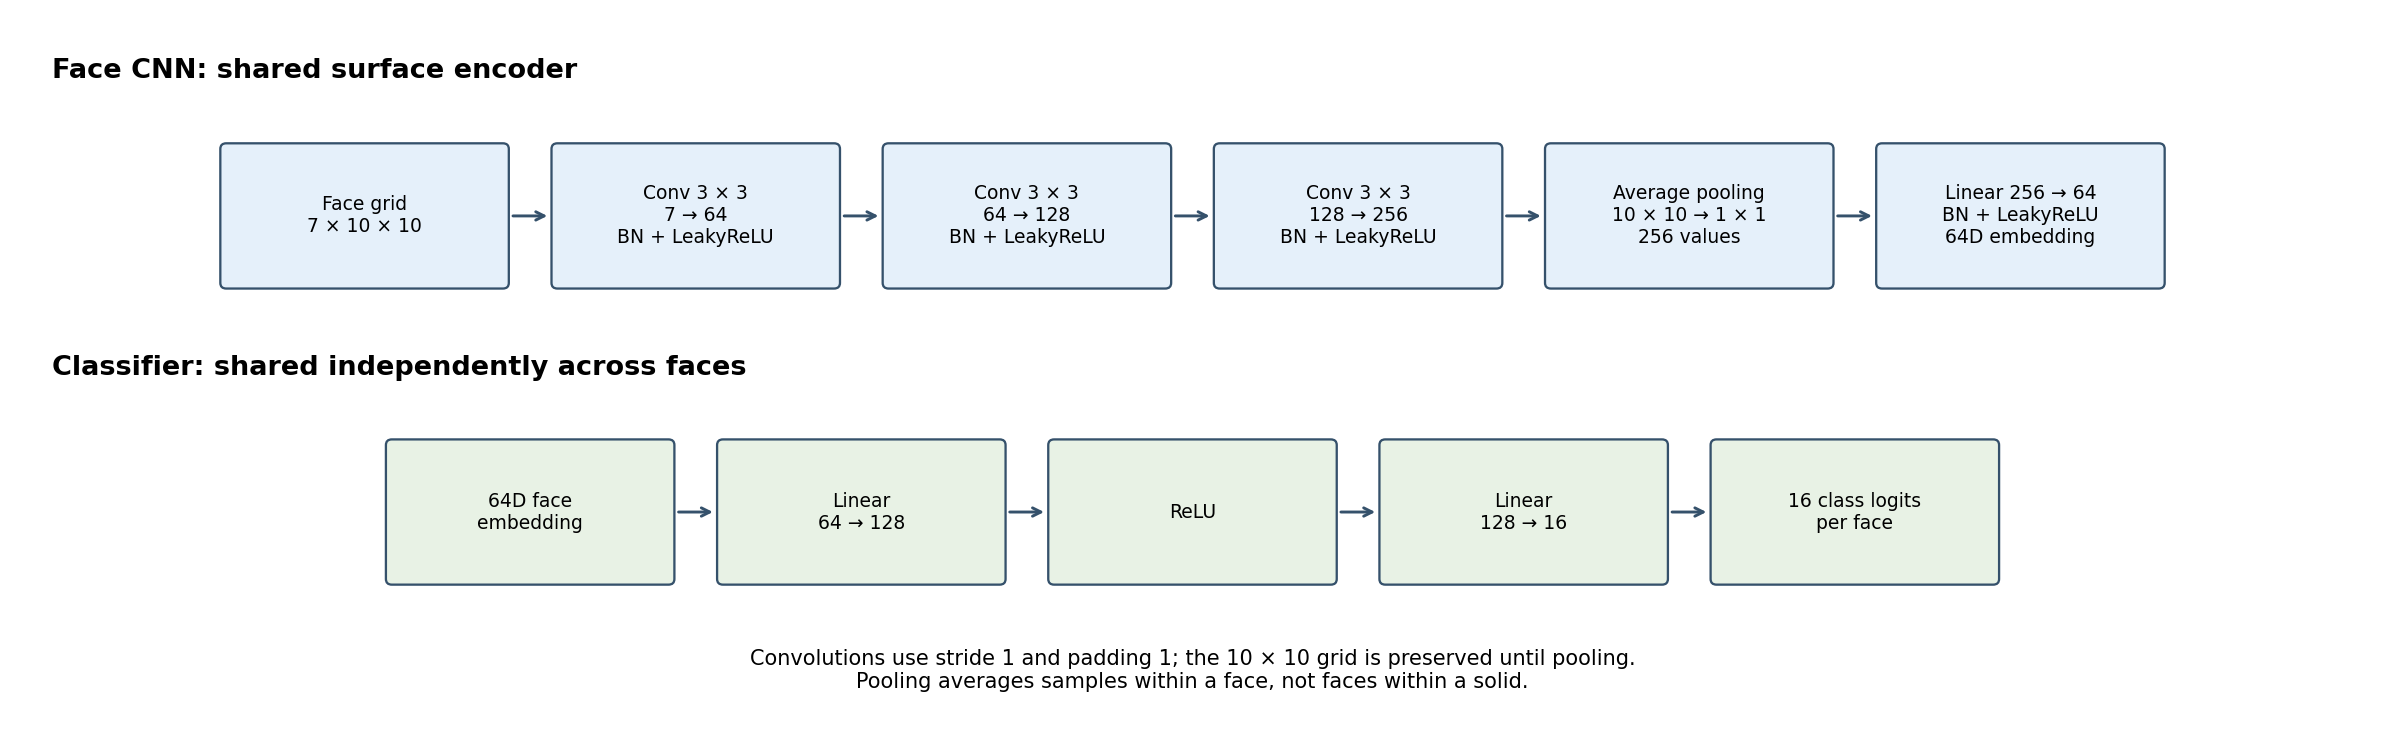 Face CNN: shared surface encoder
Face grid
7 × 10 × 10
Conv 3 × 3
7 → 64
BN + LeakyReLU
Conv 3 × 3
64 → 128
BN + LeakyReLU
Conv 3 × 3
128 → 256
BN + LeakyReLU
Average pooling
10 × 10 → 1 × 1
256 values
Linear 256 → 64
BN + LeakyReLU
64D embedding
Classifier: shared independently across faces
64D face
embedding
Linear
64 → 128
ReLU
Linear
128 → 16
16 class logits
per face
Convolutions use stride 1 and padding 1; the 10 × 10 grid is preserved until pooling.
Pooling averages samples within a face, not faces within a solid.